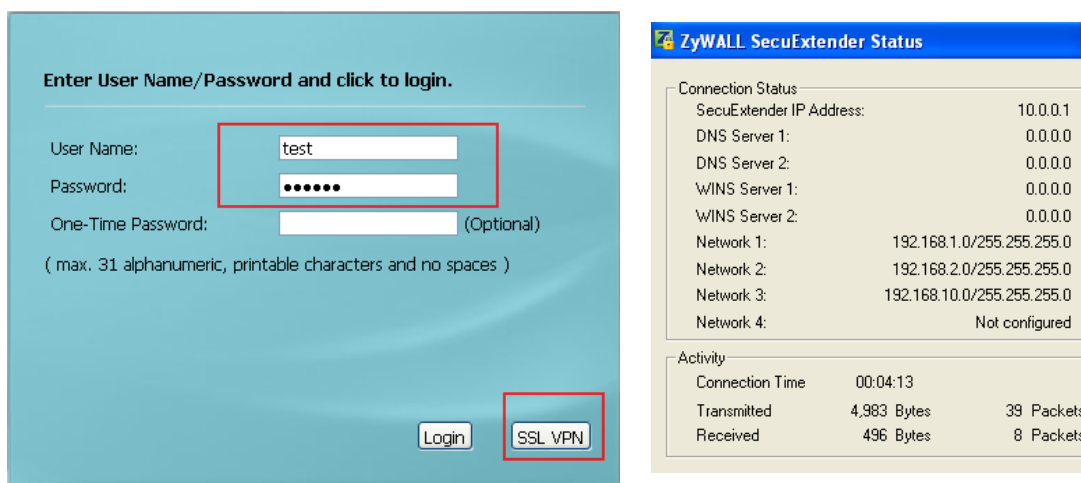 Enter User Name/Password and click to login.
User Name: test
Password: ••••••
One-Time Password: (Optional)
( max. 31 alphanumeric, printable characters and no spaces )
Login SSL VPN
ZyWALL SecuExtender Status
Connection Status
SecuExtender IP Address: 10.0.0.1
DNS Server 1: 0.0.0.0
DNS Server 2: 0.0.0.0
WINS Server 1: 0.0.0.0
WINS Server 2: 0.0.0.0
Network 1: 192.168.1.0/255.255.255.0
Network 2: 192.168.2.0/255.255.255.0
Network 3: 192.168.10.0/255.255.255.0
Network 4: Not configured
Activity
Connection Time 00:04:13
Transmitted 4,983 Bytes 39 Packets
Received 496 Bytes 8 Packets